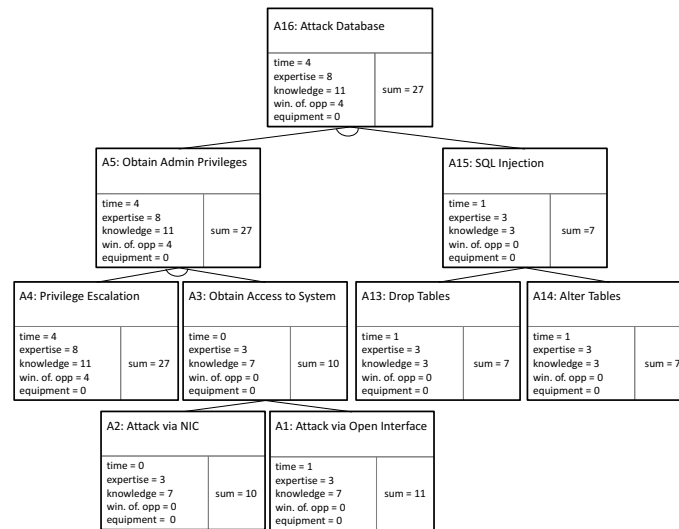 A16: Attack Database
time = 4
expertise = 8
knowledge = 11
win. of. opp = 4
equipment = 0
sum = 27
A5: Obtain Admin Privileges
time = 4
expertise = 8
knowledge = 11
win. of. opp = 4
equipment = 0
sum = 27
A15: SQL Injection
time = 1
expertise = 3
knowledge = 3
win. of. opp = 0
equipment = 0
sum =7
A4: Privilege Escalation
time = 4
expertise = 8
knowledge = 11
win. of. opp = 4
equipment = 0
sum = 27
A3: Obtain Access to System
time = 0
expertise = 3
knowledge = 7
win. of. opp = 0
equipment = 0
sum = 10
A13: Drop Tables
time = 1
expertise = 3
knowledge = 3
win. of. opp = 0
equipment = 0
sum = 7
A14: Alter Tables
time = 1
expertise = 3
knowledge = 3
win. of. opp = 0
equipment = 0
sum = 7
A2: Attack via NIC
time = 0
expertise = 3
knowledge = 7
win. of. opp = 0
equipment =  0
sum = 10
A1: Attack via Open Interface
time = 1
expertise = 3
knowledge = 7
win. of. opp = 0
equipment = 0
sum = 11